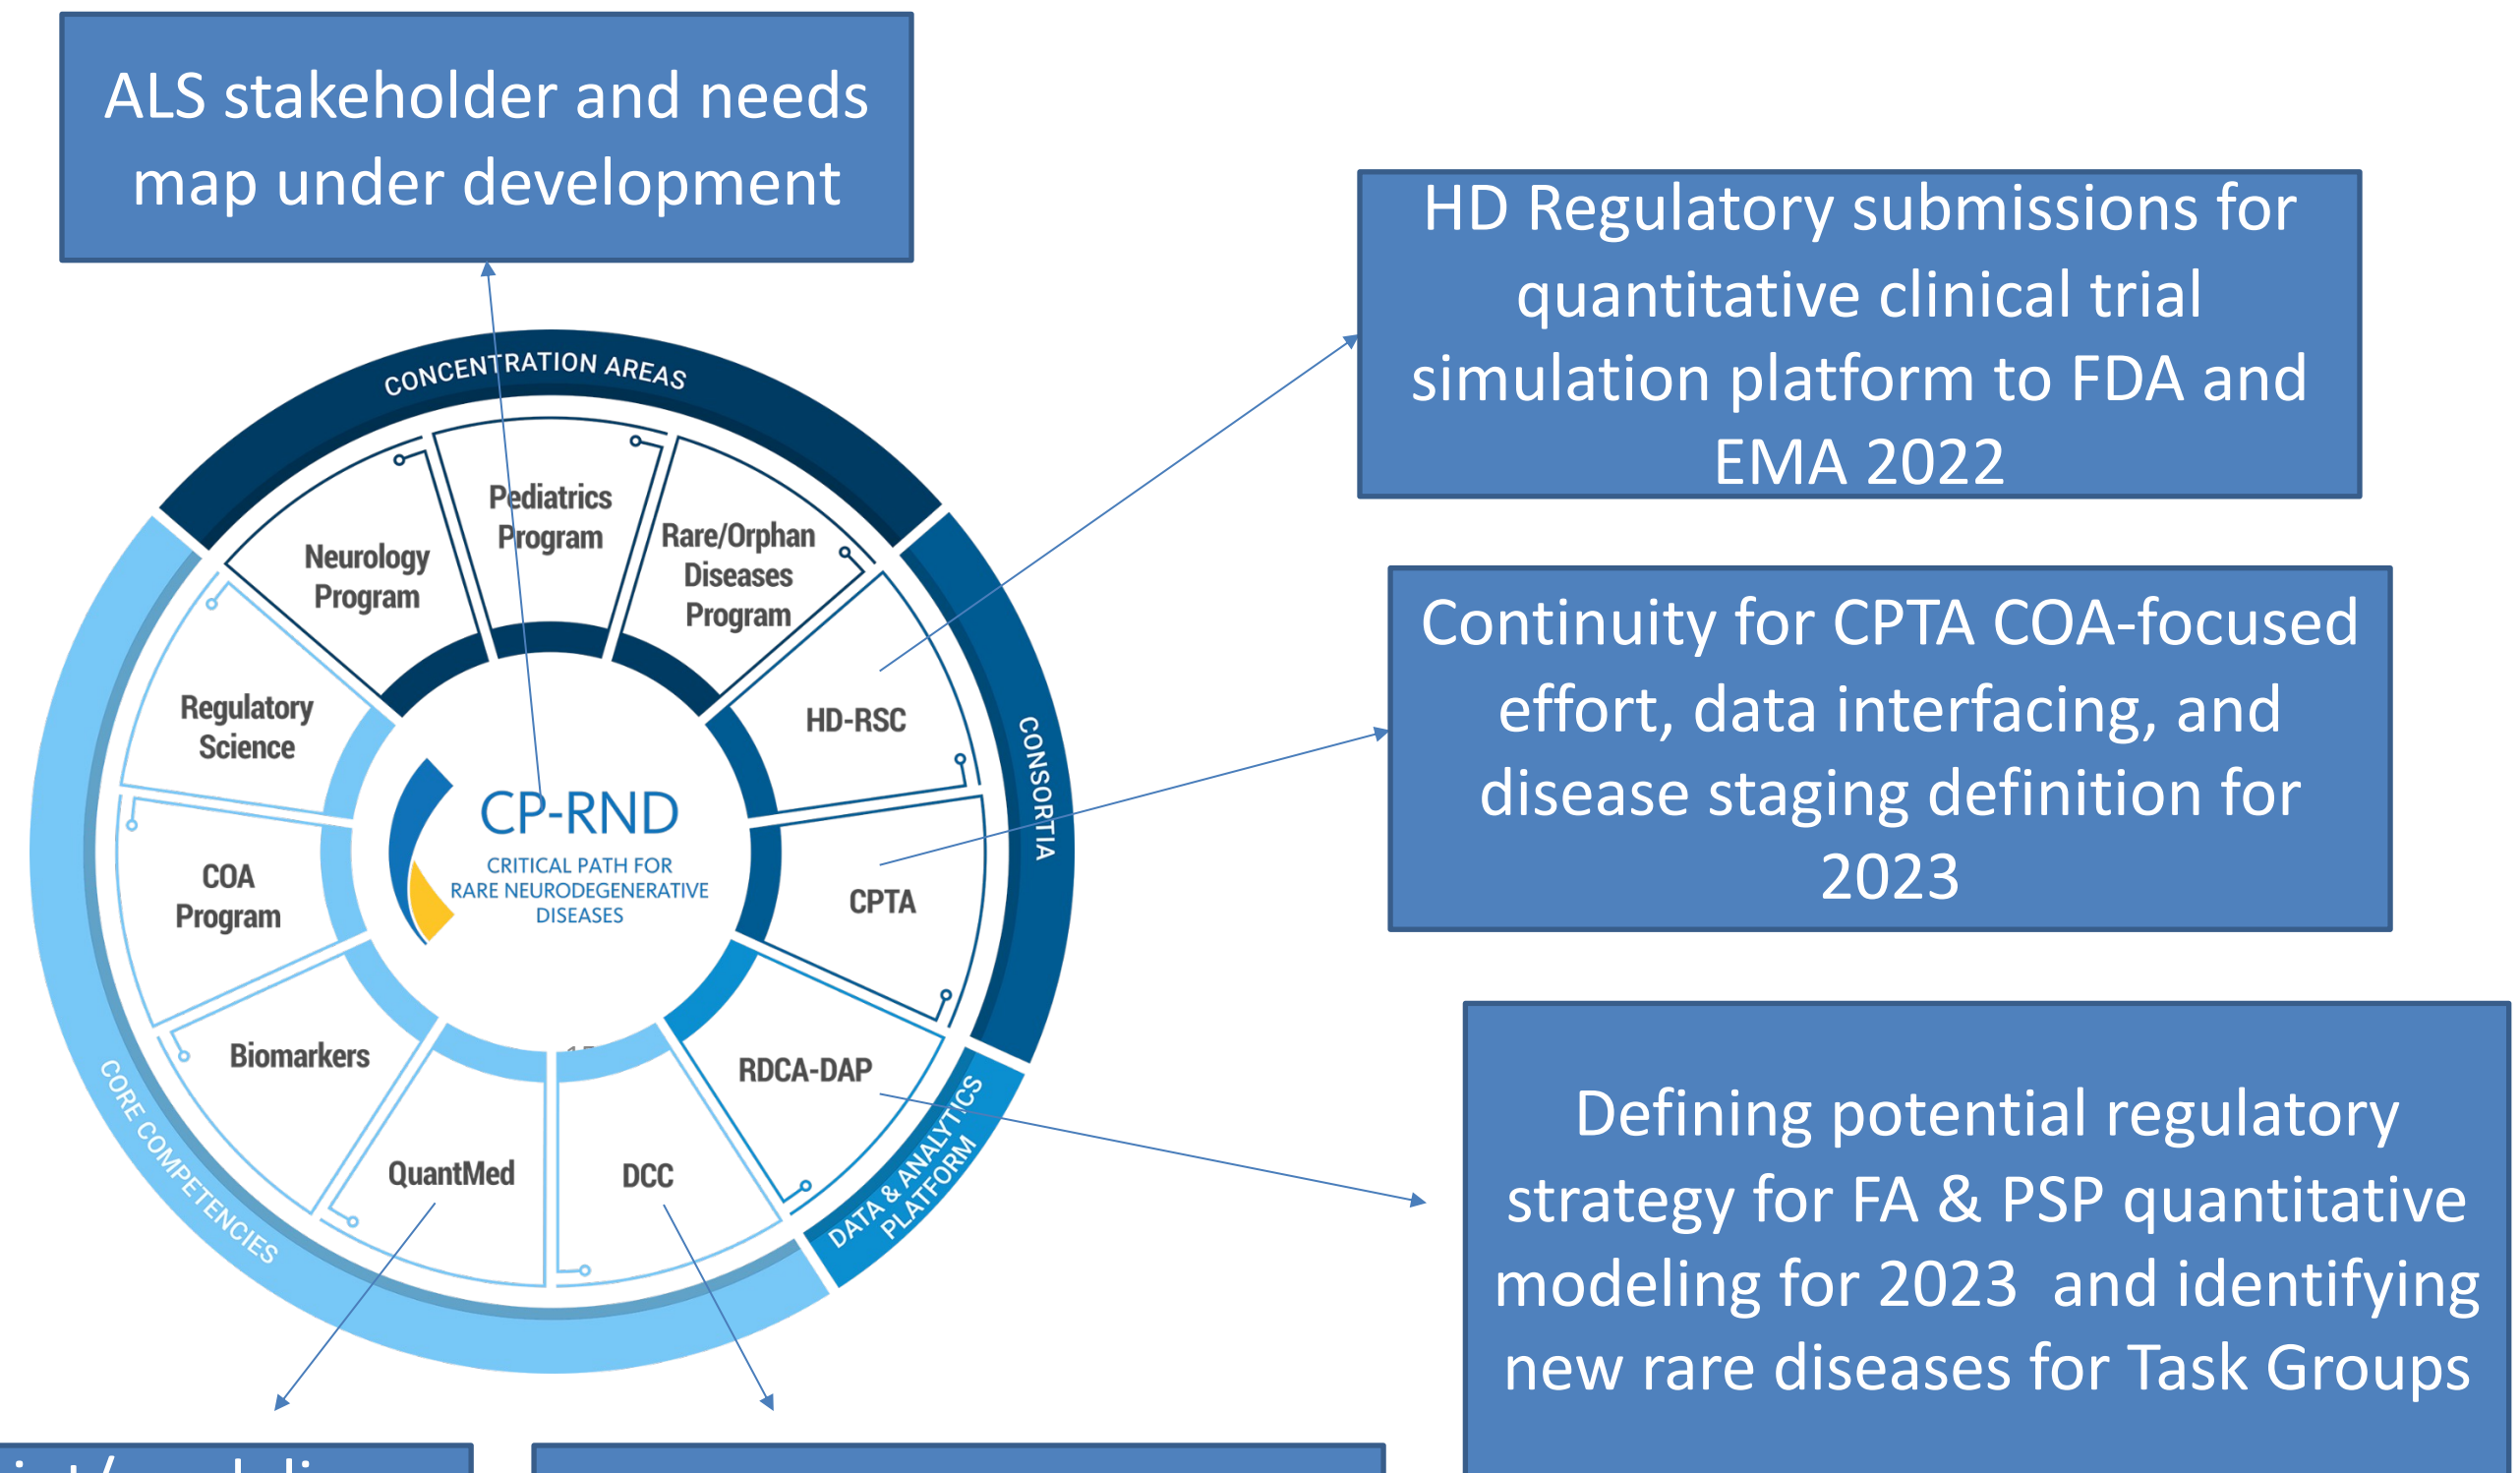 ALS stakeholder and needs
map under development
HD Regulatory submissions for
quantitative clinical trial
simulation platform to FDA and
EMA 2022
Continuity for CPTA COA-focused
effort, data interfacing, and
disease staging definition for
2023
Defining potential regulatory
strategy for FA & PSP quantitative
modeling for 2023 and identifying
new rare diseases for Task Groups
CONCENTRATION AREAS
Neurology
Program
Pediatrics
Program
Rare/Orphan
Diseases
Program
CONSORTIA
HD-RSC
CPTA
DATA & ANALYTICS
PLATFORM
RDCA-DAP
CORE COMPETENCIES
DCC
QuantMed
Biomarkers
COA
Program
Regulatory
Science
CP-RND
CRITICAL PATH FOR
RARE NEURODEGENERATIVE
DISEASES